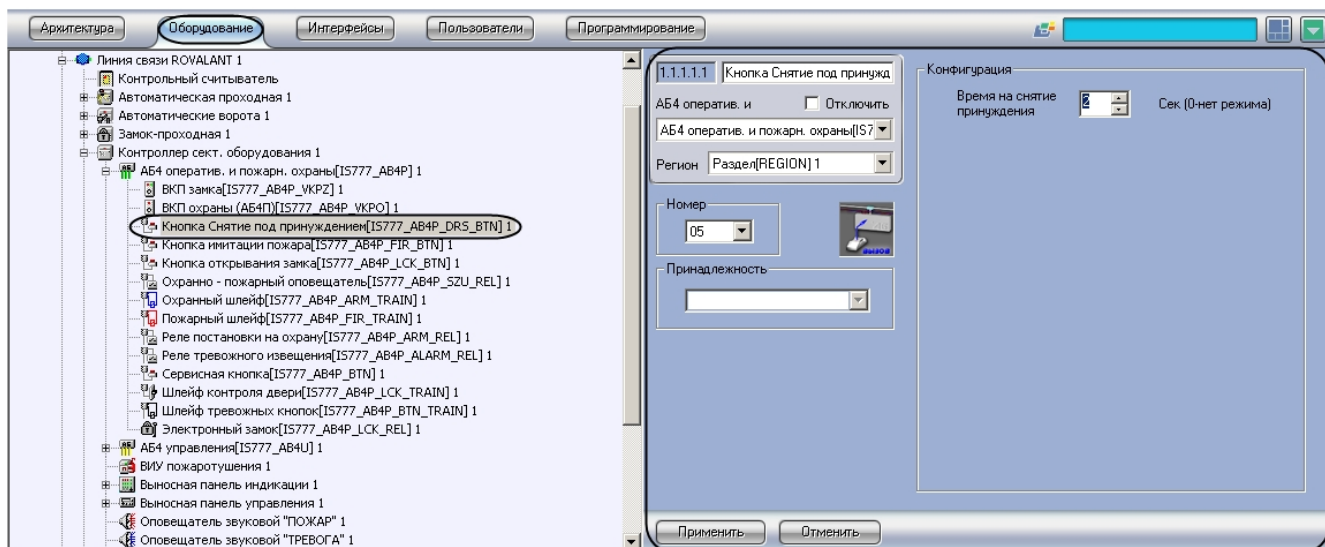 Архитектура Оборудование Интерфейсы Пользователи Программирование
Линия связи ROVALANT 1
Контрольный считыватель
Автоматическая проходная 1
Автоматические ворота 1
Замок-проходная 1
Контроллер сект. оборудования 1
АБ4 оператив. и пожарн. охраны[IS777_AB4P] 1
ВКП замка[IS777_AB4P_VKPZ] 1
ВКП охраны (АБ4П)[IS777_AB4P_VKPO] 1
Кнопка Снятие под принуждением[IS777_AB4P_DRS_BTN] 1
Кнопка имитации пожара[IS777_AB4P_FIR_BTN] 1
Кнопка открывания замка[IS777_AB4P_LCK_BTN] 1
Охранно - пожарный оповещатель[IS777_AB4P_SZU_REL] 1
Охранный шлейф[IS777_AB4P_ARM_TRAIN] 1
Пожарный шлейф[IS777_AB4P_FIR_TRAIN] 1
Реле постановки на охрану[IS777_AB4P_ARM_REL] 1
Реле тревожного извещения[IS777_AB4P_ALARM_REL] 1
Сервисная кнопка[IS777_AB4P_BTN] 1
Шлейф контроля двери[IS777_AB4P_LCK_TRAIN] 1
Шлейф тревожных кнопок[IS777_AB4P_BTN_TRAIN] 1
Электронный замок[IS777_AB4P_LCK_REL] 1
АБ4 управления[IS777_AB4U] 1
ВИУ пожаротушения 1
Выносная панель индикации 1
Выносная панель управления 1
Оповещатель звуковой "ПОЖАР" 1
Оповещатель звуковой "ТРЕВОГА" 1
1.1.1.1.1 Кнопка Снятие под принужд
АБ4 оператив. и Отключить
АБ4 оператив. и пожарн. охраны[IS7
Регион Раздел[REGION] 1
Номер
05
вызов
Принадлежность
Конфигурация
Время на снятие
принуждения
2 Сек (0-нет режима)
Применить Отменить